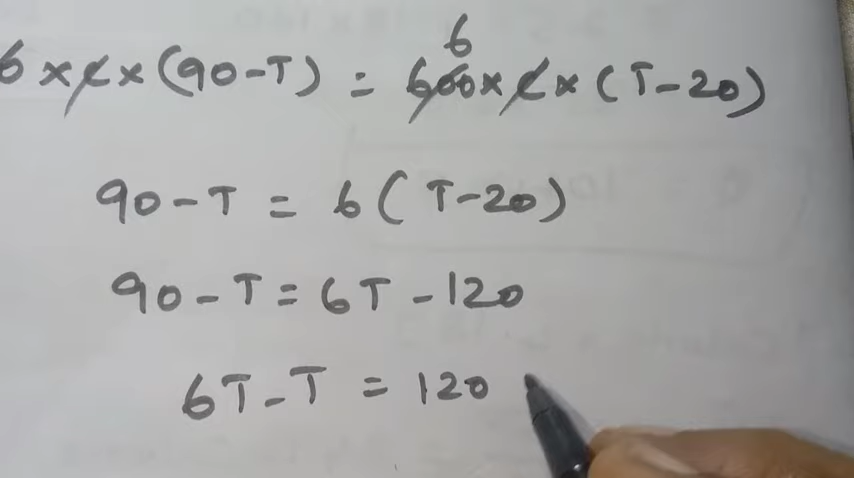 6 × c × (90 - T) = 600 × c × (T - 20)
6
90 - T = 6 (T - 20)
90 - T = 6T - 120
6T - T = 120